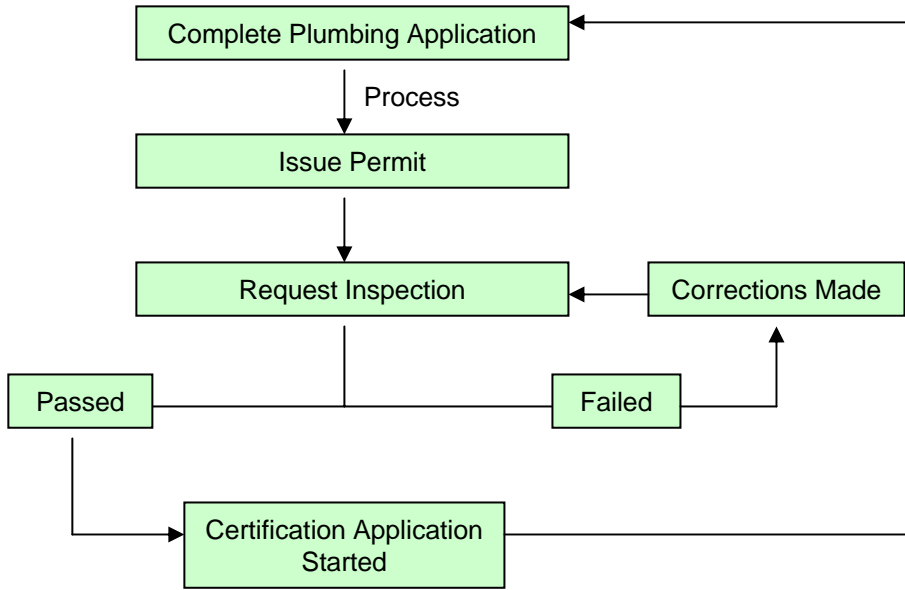 Complete Plumbing Application
Process
Issue Permit
Request Inspection
Corrections Made
Passed
Failed
Certification Application
Started